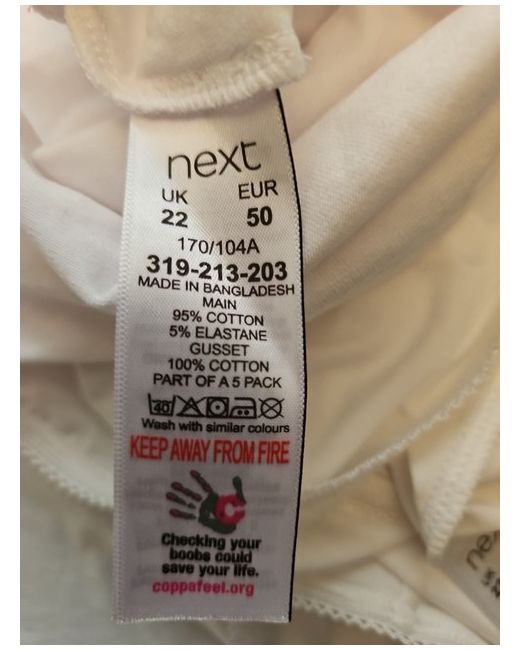 next
UK EUR
22 50
170/104A
319-213-203
MADE IN BANGLADESH
MAIN
95% COTTON
5% ELASTANE
GUSSET
100% COTTON
PART OF A 5 PACK
40
Wash with similar colours
KEEP AWAY FROM FIRE
C
Checking your
boobs could
save your life.
coppafeel.org